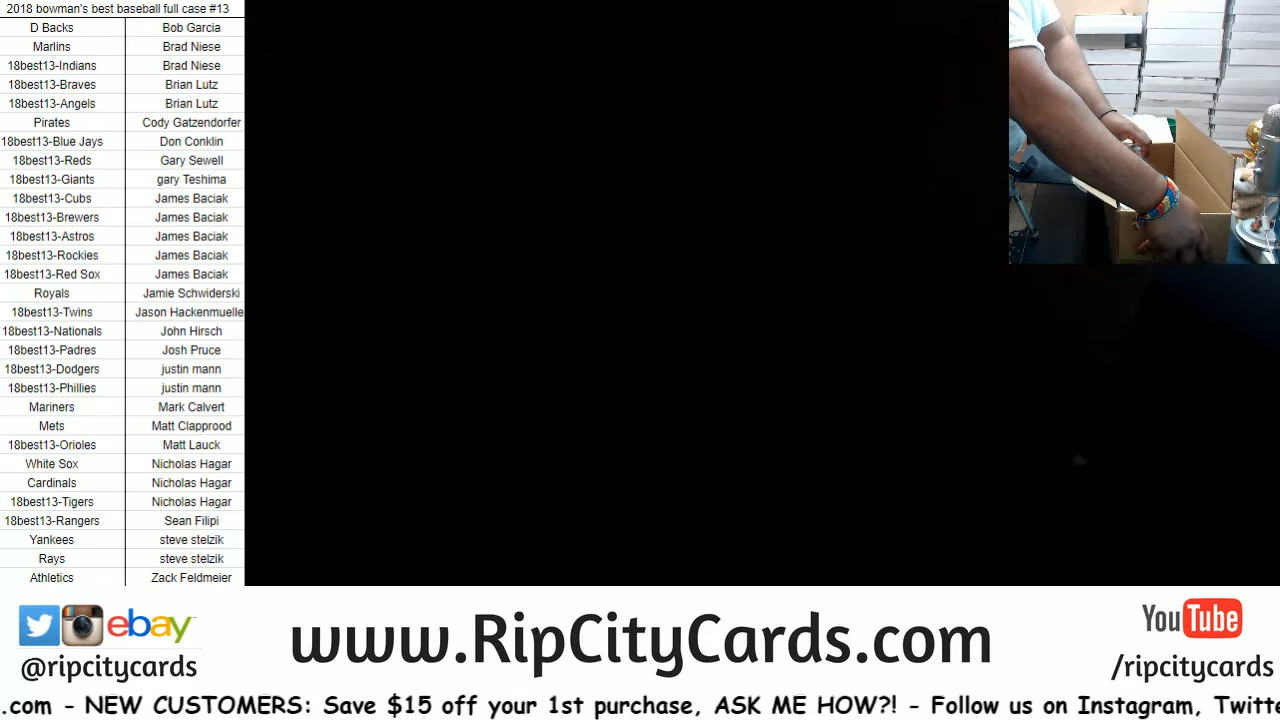 2018 bowman's best baseball full case #13
D Backs Bob Garcia
Marlins Brad Niese
18best13-Indians Brad Niese
18best13-Braves Brian Lutz
18best13-Angels Brian Lutz
Pirates Cody Gatzendorfer
18best13-Blue Jays Don Conklin
18best13-Reds Gary Sewell
18best13-Giants gary Teshima
18best13-Cubs James Baciak
18best13-Brewers James Baciak
18best13-Astros James Baciak
18best13-Rockies James Baciak
18best13-Red Sox James Baciak
Royals Jamie Schwiderski
18best13-Twins Jason Hackenmuelle
18best13-Nationals John Hirsch
18best13-Padres Josh Pruce
18best13-Dodgers justin mann
18best13-Phillies justin mann
Mariners Mark Calvert
Mets Matt Clapprood
18best13-Orioles Matt Lauck
White Sox Nicholas Hagar
Cardinals Nicholas Hagar
18best13-Tigers Nicholas Hagar
18best13-Rangers Sean Filipi
Yankees steve stelzik
Rays steve stelzik
Athletics Zack Feldmeier
ebay
@ripcitycards
www.RipCityCards.com
YouTube
/ripcitycards
.com - NEW CUSTOMERS: Save $15 off your 1st purchase, ASK ME HOW?! - Follow us on Instagram, Twitte